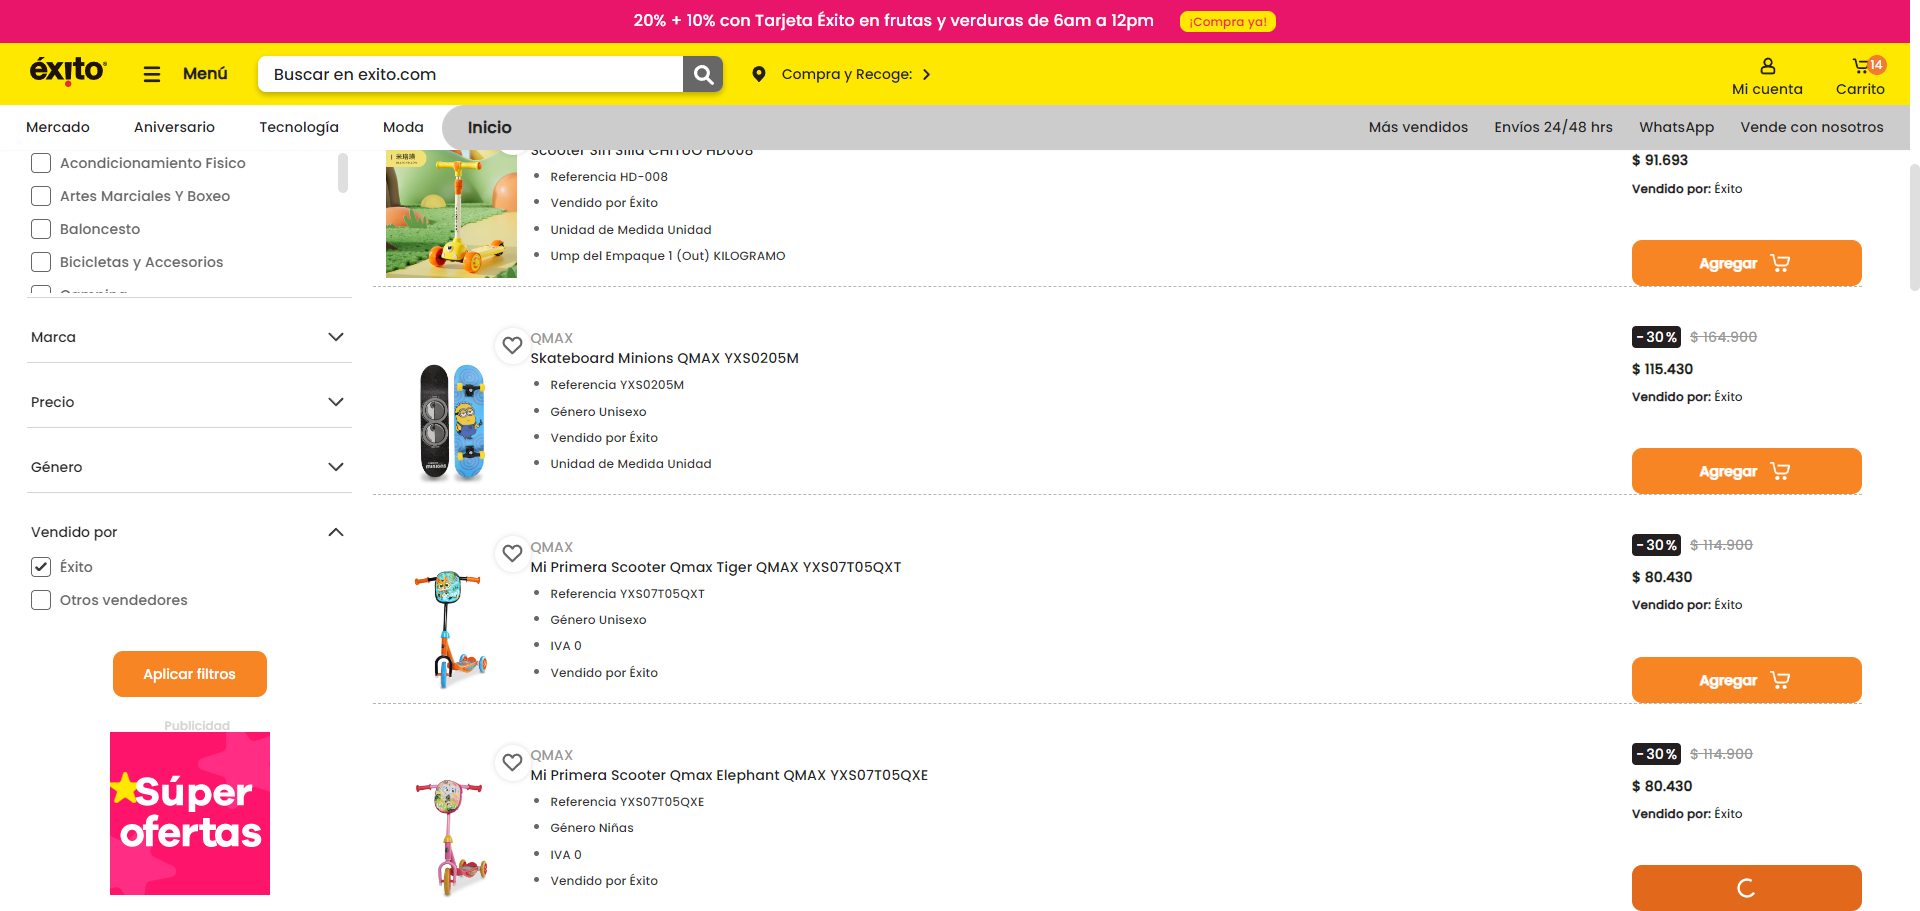 20% + 10% con Tarjeta Éxito en frutas y verduras de 6am a 12pm
¡Compra ya!
éxito
Menú
Buscar en exito.com
Compra y Recoge:
Mi cuenta
14
Carrito
Mercado
Aniversario
Tecnología
Moda
Inicio
Más vendidos
Envíos 24/48 hrs
WhatsApp
Vende con nosotros
Acondicionamiento Fisico
Artes Marciales Y Boxeo
Baloncesto
Bicicletas y Accesorios
Camping
Marca
Precio
Género
Vendido por
Éxito
Otros vendedores
Aplicar filtros
Publicidad
Súper
ofertas
Scooter Sin Silla CHITUO HD008
Referencia HD-008
Vendido por Éxito
Unidad de Medida Unidad
Ump del Empaque 1 (Out) KILOGRAMO
$ 91.693
Vendido por: Éxito
Agregar
QMAX
Skateboard Minions QMAX YXS0205M
Referencia YXS0205M
Género Unisexo
Vendido por Éxito
Unidad de Medida Unidad
-30% $ 164.900
$ 115.430
Vendido por: Éxito
Agregar
QMAX
Mi Primera Scooter Qmax Tiger QMAX YXS07T05QXT
Referencia YXS07T05QXT
Género Unisexo
IVA 0
Vendido por Éxito
-30% $ 114.900
$ 80.430
Vendido por: Éxito
Agregar
QMAX
Mi Primera Scooter Qmax Elephant QMAX YXS07T05QXE
Referencia YXS07T05QXE
Género Niñas
IVA 0
Vendido por Éxito
-30% $ 114.900
$ 80.430
Vendido por: Éxito